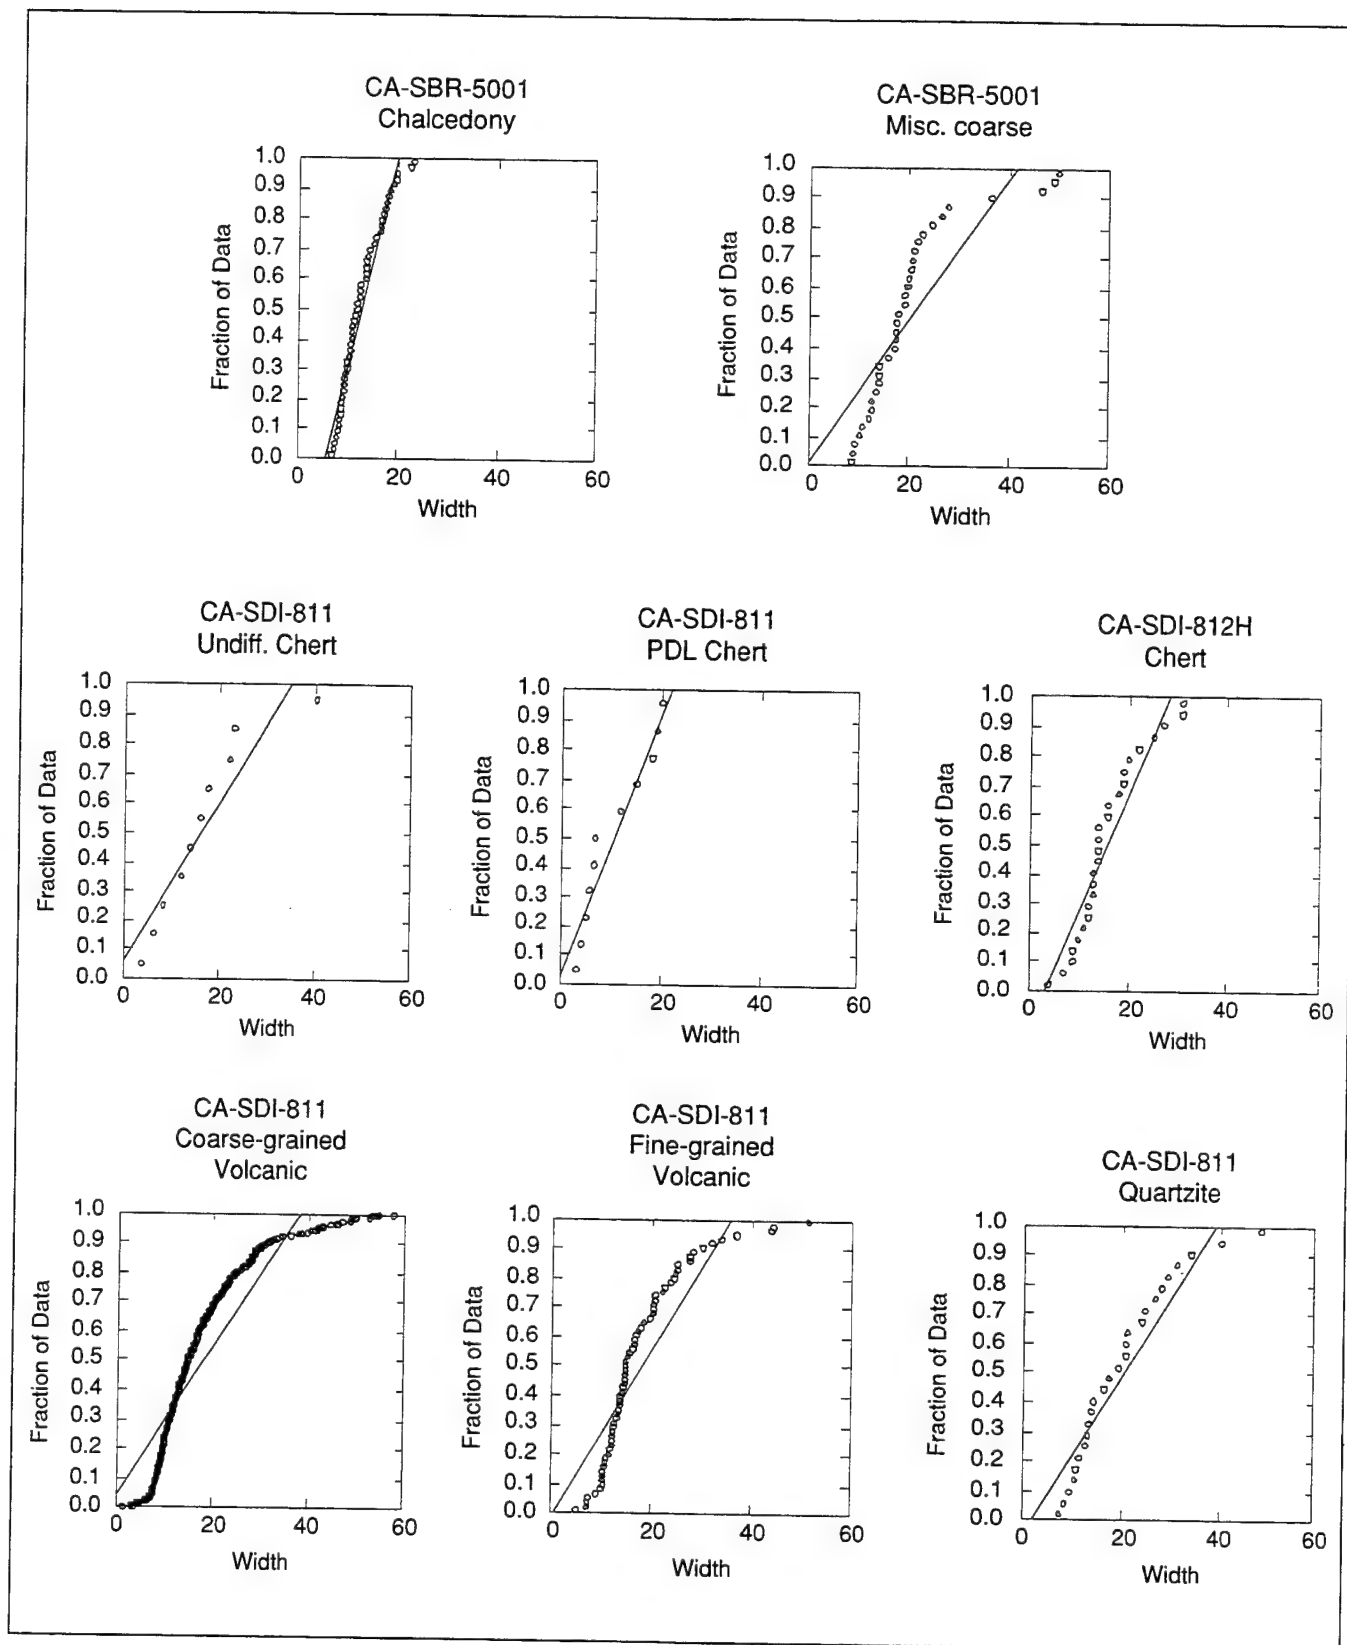 CA-SBR-5001
Chalcedony
1.0
0.9
0.8
0.7
0.6
0.5
0.4
0.3
0.2
0.1
0.0
Fraction of Data
0 20 40 60
Width
CA-SBR-5001
Misc. coarse
1.0
0.9
0.8
0.7
0.6
0.5
0.4
0.3
0.2
0.1
0.0
Fraction of Data
0 20 40 60
Width
CA-SDI-811
Undiff. Chert
1.0
0.9
0.8
0.7
0.6
0.5
0.4
0.3
0.2
0.1
0.0
Fraction of Data
0 20 40 60
Width
CA-SDI-811
PDL Chert
1.0
0.9
0.8
0.7
0.6
0.5
0.4
0.3
0.2
0.1
0.0
Fraction of Data
0 20 40 60
Width
CA-SDI-812H
Chert
1.0
0.9
0.8
0.7
0.6
0.5
0.4
0.3
0.2
0.1
0.0
Fraction of Data
0 20 40 60
Width
CA-SDI-811
Coarse-grained
Volcanic
1.0
0.9
0.8
0.7
0.6
0.5
0.4
0.3
0.2
0.1
0.0
Fraction of Data
0 20 40 60
Width
CA-SDI-811
Fine-grained
Volcanic
1.0
0.9
0.8
0.7
0.6
0.5
0.4
0.3
0.2
0.1
0.0
Fraction of Data
0 20 40 60
Width
CA-SDI-811
Quartzite
1.0
0.9
0.8
0.7
0.6
0.5
0.4
0.3
0.2
0.1
0.0
Fraction of Data
0 20 40 60
Width